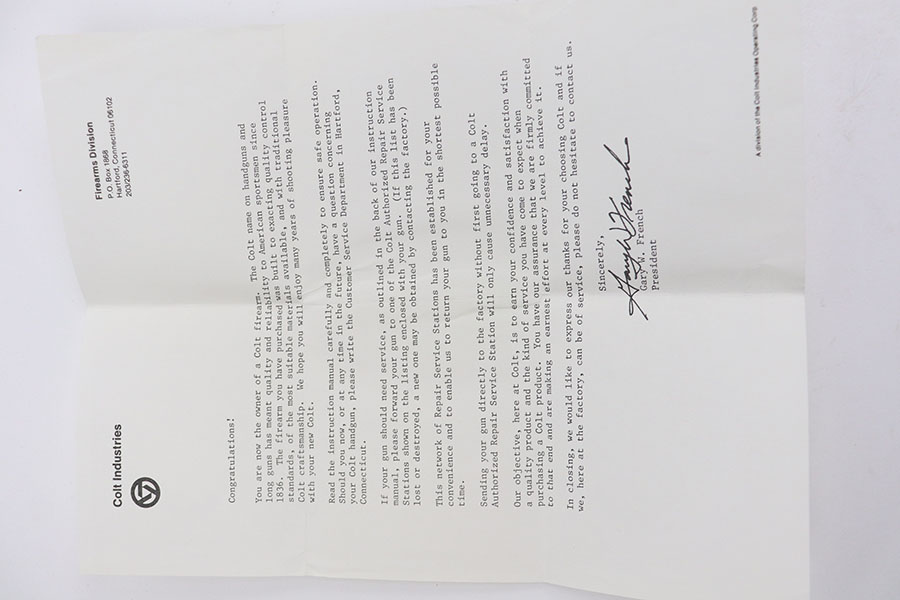 Colt Industries
Firearms Division
P.O. Box 1868
Hartford, Connecticut 06102
203/236-6311
Congratulations!
You are now the owner of a Colt firearm. The Colt name on handguns and
long guns has meant quality and reliability to American sportsmen since
1836. The firearm you have purchased was built to exacting quality control
standards, of the most suitable materials available, and with traditional
Colt craftsmanship. We hope you will enjoy many years of shooting pleasure
with your new Colt.
Read the instruction manual carefully and completely to ensure safe operation.
Should you now, or at any time in the future, have a question concerning
your Colt handgun, please write the Customer Service Department in Hartford,
Connecticut.
If your gun should need service, as outlined in the back of our instruction
manual, please forward your gun to one of the Colt Authorized Repair Service
Stations shown on the listing enclosed with your gun. (If this list has been
lost or destroyed, a new one may be obtained by contacting the factory.)
This network of Repair Service Stations has been established for your
convenience and to enable us to return your gun to you in the shortest possible
time.
Sending your gun directly to the factory without first going to a Colt
Authorized Repair Service Station will only cause unnecessary delay.
Our objective, here at Colt, is to earn your confidence and satisfaction with
a quality product and the kind of service you have come to expect when
purchasing a Colt product. You have our assurance that we are firmly committed
to that end and are making an earnest effort at every level to achieve it.
In closing, we would like to express our thanks for your choosing Colt and if
we, here at the factory, can be of service, please do not hesitate to contact us.
Sincerely,
Gary W. French
Gary W. French
President
A division of the Colt Industries Operating Corp.